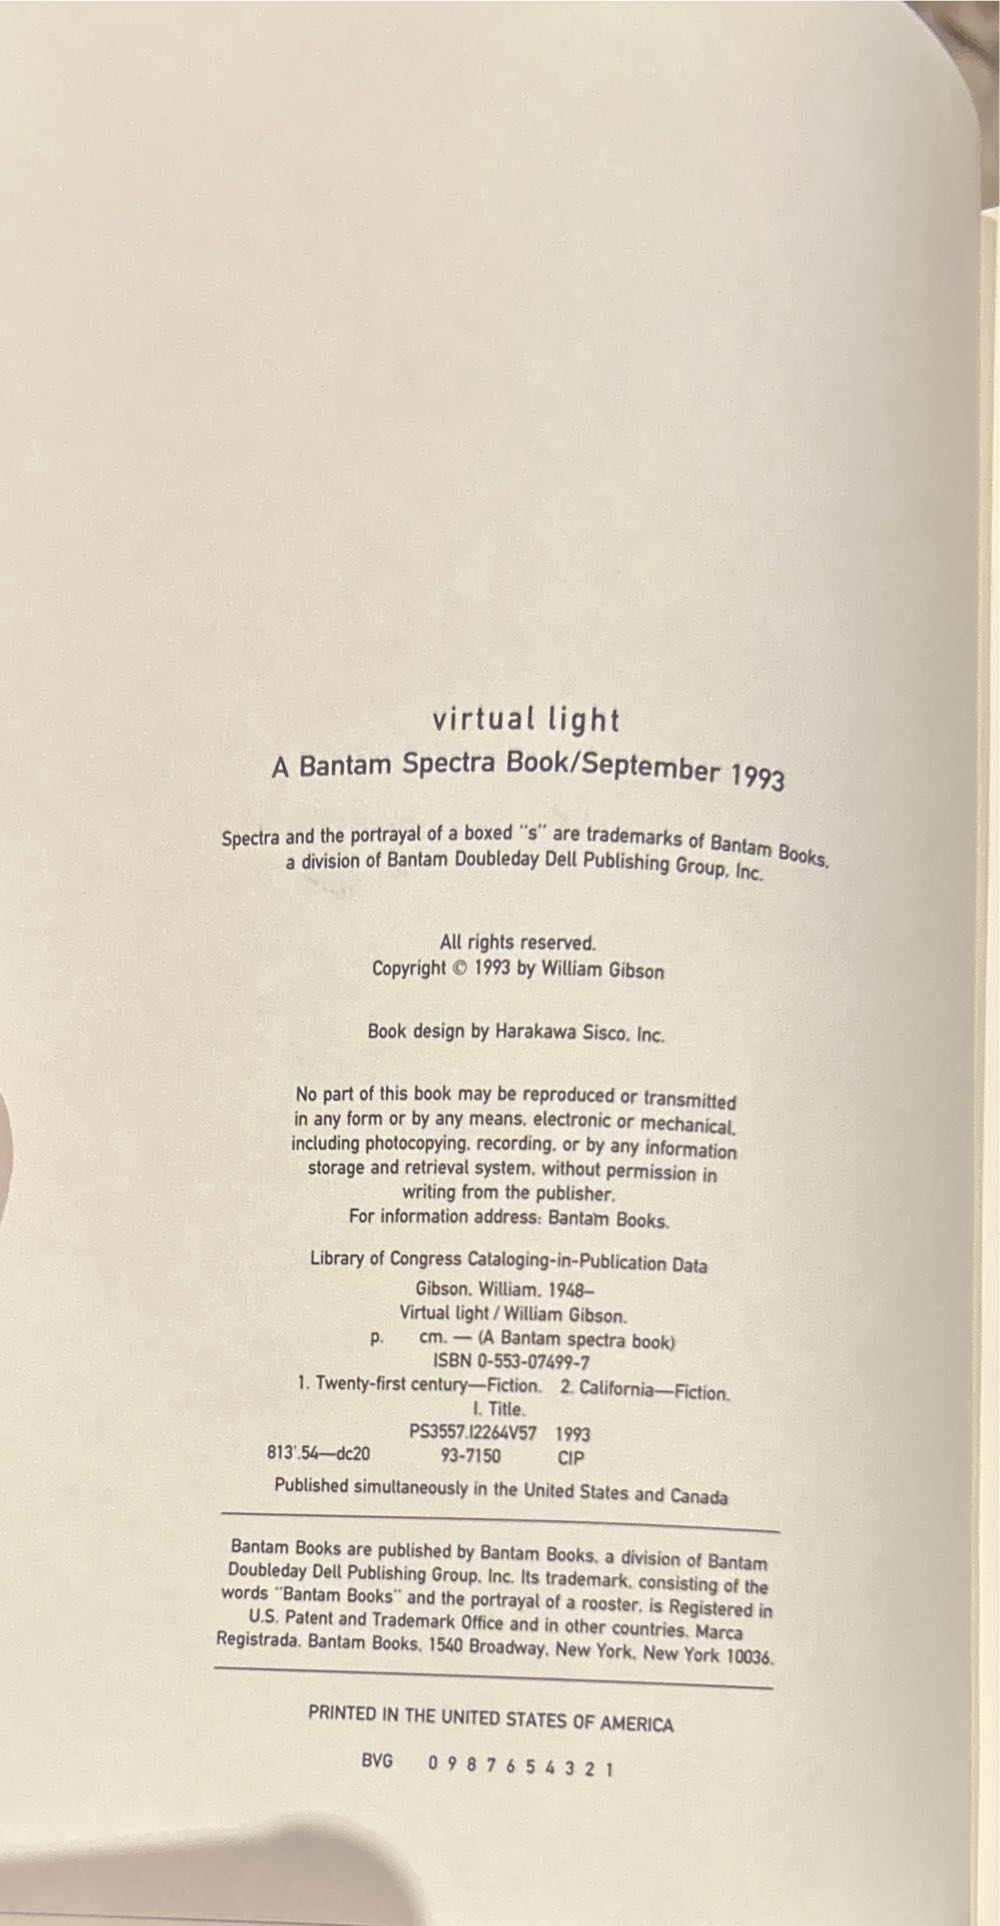 virtual light
A Bantam Spectra Book/September 1993
Spectra and the portrayal of a boxed "s" are trademarks of Bantam Books,
a division of Bantam Doubleday Dell Publishing Group, Inc.
All rights reserved.
Copyright © 1993 by William Gibson
Book design by Harakawa Sisco, Inc.
No part of this book may be reproduced or transmitted
in any form or by any means, electronic or mechanical,
including photocopying, recording, or by any information
storage and retrieval system, without permission in
writing from the publisher.
For information address: Bantam Books.
Library of Congress Cataloging-in-Publication Data
Gibson, William, 1948–
Virtual light / William Gibson.
p. cm. — (A Bantam spectra book)
ISBN 0-553-07499-7
1. Twenty-first century—Fiction. 2. California—Fiction.
I. Title.
PS3557.I2264V57 1993
813'.54—dc20 93-7150 CIP
Published simultaneously in the United States and Canada
Bantam Books are published by Bantam Books, a division of Bantam
Doubleday Dell Publishing Group, Inc. Its trademark, consisting of the
words "Bantam Books" and the portrayal of a rooster, is Registered in
U.S. Patent and Trademark Office and in other countries. Marca
Registrada. Bantam Books, 1540 Broadway, New York, New York 10036.
PRINTED IN THE UNITED STATES OF AMERICA
BVG 0 9 8 7 6 5 4 3 2 1